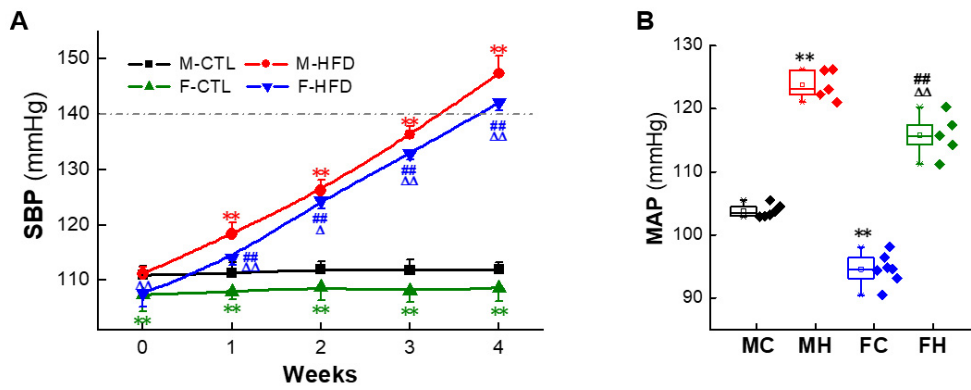 A
150
140
130
120
110
SBP (mmHg)
M-CTL
M-HFD
F-CTL
F-HFD
**
**
**
**
##
ΔΔ
##
ΔΔ
##
Δ
##
ΔΔ
ΔΔ
**
**
**
**
**
0 1 2 3 4
Weeks
B
130
120
110
100
90
MAP (mmHg)
**
##
ΔΔ
**
MC MH FC FH